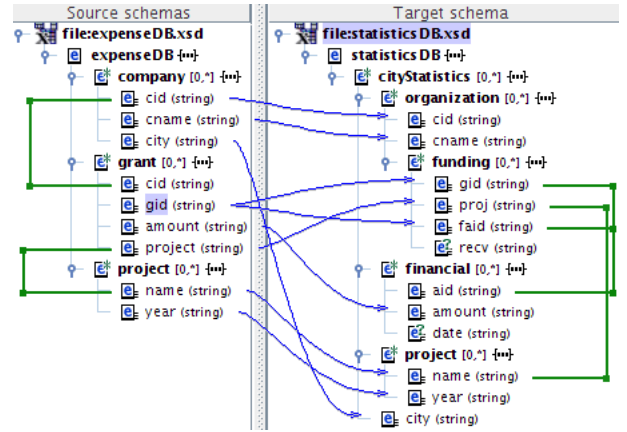 Source schemas
file:expenseDB.xsd
expenseDB
company [0,*]
cid (string)
cname (string)
city (string)
grant [0,*]
cid (string)
gid (string)
amount (string)
project (string)
project [0,*]
name (string)
year (string)
Target schema
file:statisticsDB.xsd
statisticsDB
cityStatistics [0,*]
organization [0,*]
cid (string)
cname (string)
funding [0,*]
gid (string)
proj (string)
faid (string)
recv (string)
financial [0,*]
aid (string)
amount (string)
date (string)
project [0,*]
name (string)
year (string)
city (string)